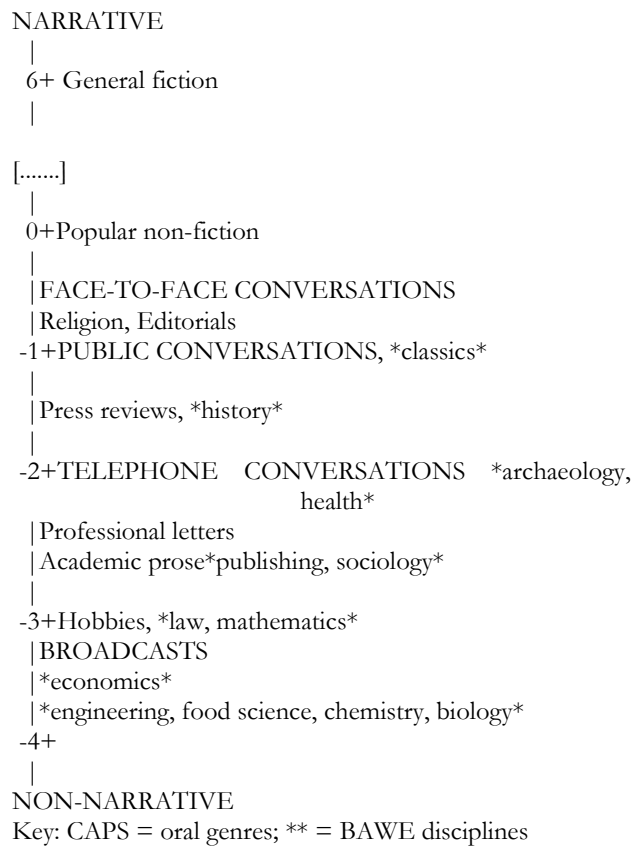 NARRATIVE
|
6+ General fiction
|
[.......]
|
0+Popular non-fiction
|
|FACE-TO-FACE CONVERSATIONS
|Religion, Editorials
-1+PUBLIC CONVERSATIONS, *classics*
|
|Press reviews, *history*
|
-2+TELEPHONE CONVERSATIONS *archaeology,
health*
|Professional letters
|Academic prose*publishing, sociology*
|
-3+Hobbies, *law, mathematics*
|BROADCASTS
|*economics*
|*engineering, food science, chemistry, biology*
-4+
|
NON-NARRATIVE
Key: CAPS = oral genres; ** = BAWE disciplines